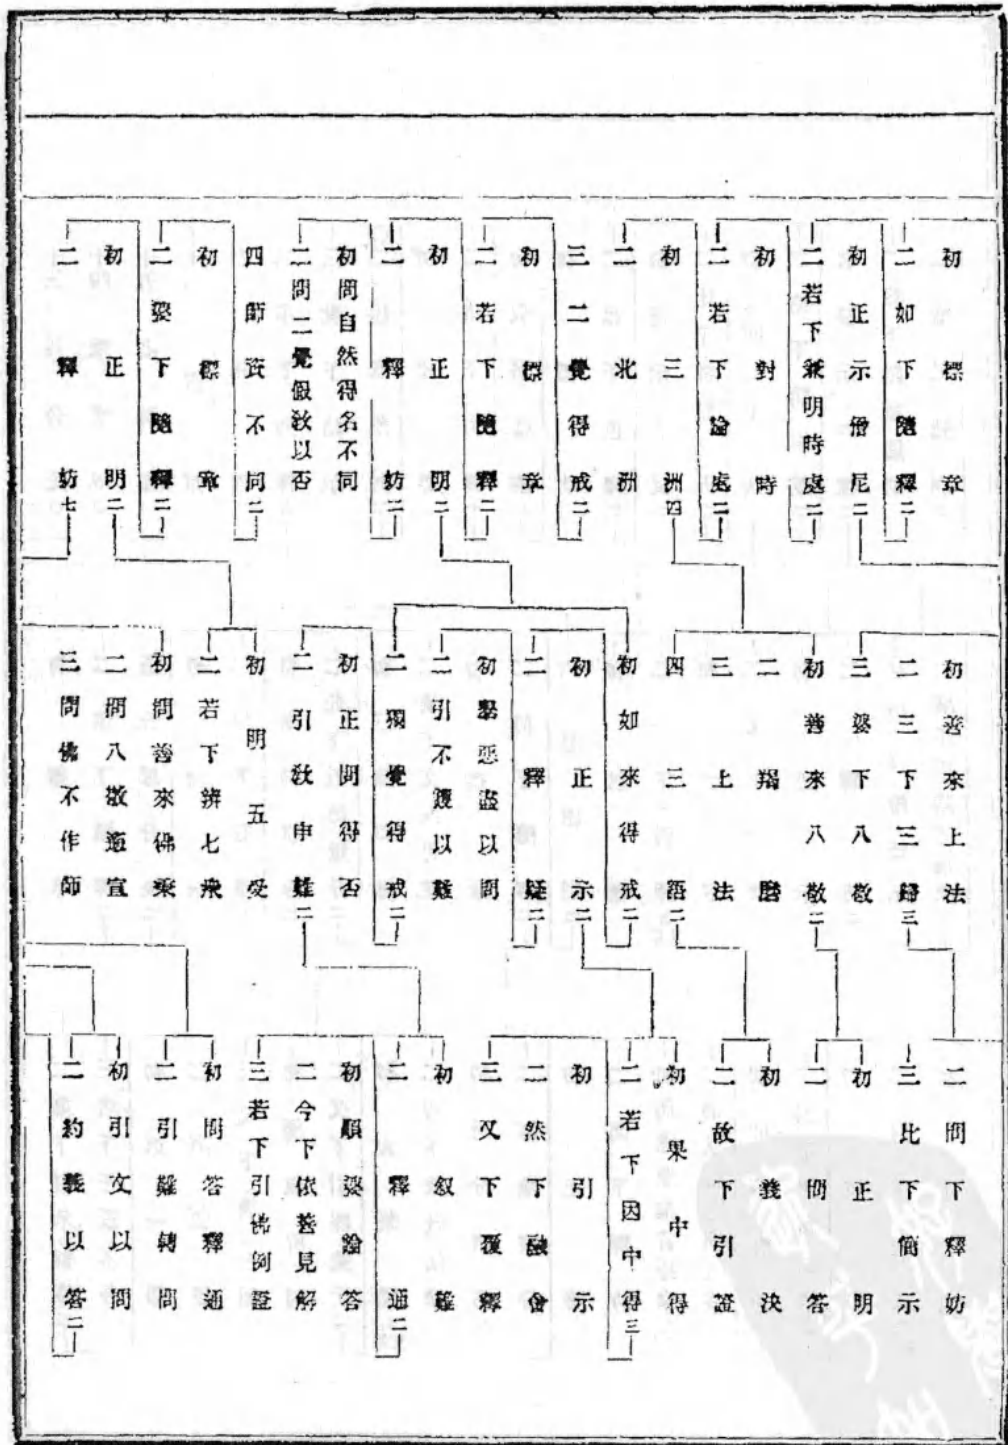 初標章
二如下隨釋二
初正示僧尼二
二若下兼明時處二
初對時
二若下論處二
初三洲四
二北洲
三二覺得戒二
初標章
二若下隨釋二
初正明二
二釋妨二
初問自然得名不同
二問二覺假教以否
四師資不同二
初標章
二婆下隨釋二
初正明二
二釋妨七
初善來上法
二三下三歸三
三婆下八敬
初善來八敬二
二羯磨
三上法
四三語二
初如來得戒二
初正示二
二釋疑二
初翳惡盡以問
二引不護以難
二獨覺得戒二
初正問得否
二引教申難二
初明五受
二若下辨七衆
初問善來佛秉
二問八敬遙宣
三問佛不作師
二問下釋妨
三比下簡示
初正明
二問答
初義決
二故下引證
初果中得
二若下因中得三
初引示
二然下融會
三又下覆釋
初敘難
二釋通二
初順婆論答
二今下依善見解
三若下引佛例證
初問答釋通
二引難轉問
初引文以問
二約義以答二